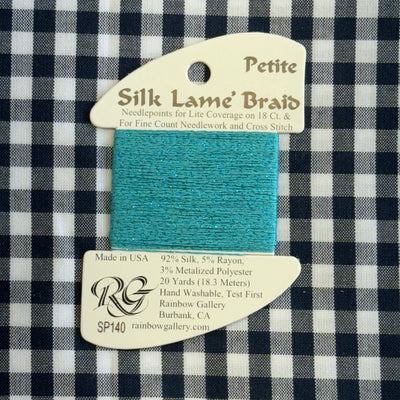 Petite
Silk Lame' Braid
Needlepoints for Lite Coverage on 18 Ct. &
For Fine Count Needlework and Cross Stitch
Made in USA
92% Silk, 5% Rayon,
3% Metalized Polyester
20 Yards (18.3 Meters)
Hand Washable, Test First
Rainbow Gallery
Burbank, CA
RG
SP140
rainbowgallery.com